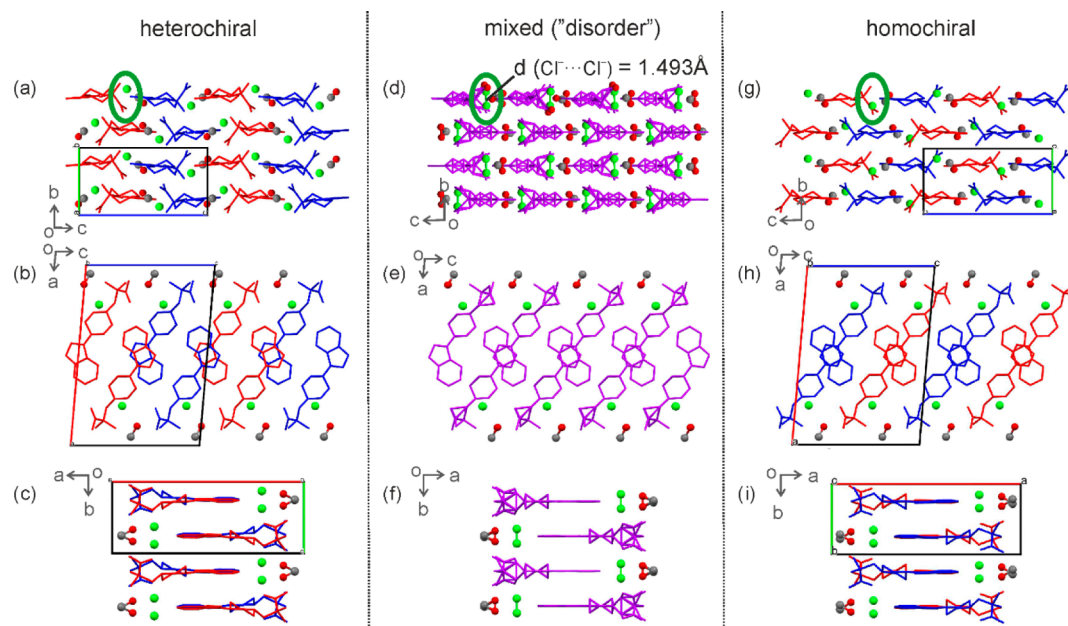 heterochiral
mixed ("disorder")
homochiral
(a)
(d)
d (Cl⁻···Cl⁻) = 1.493Å
(g)
b
o
c
b
c
o
b
c
o
o
c
a
(b)
o
c
a
(e)
o
c
a
(h)
c
a
o
b
(c)
o
a
b
(f)
o
a
b
(i)
c
a
b